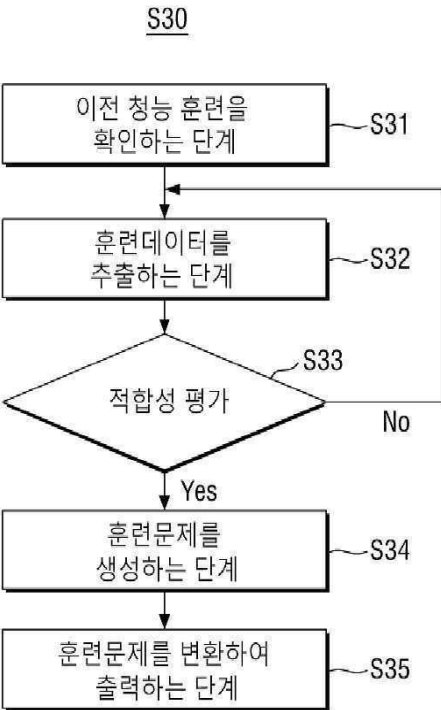 S30
이전 청능 훈련을
확인하는 단계
S31
훈련데이터를
추출하는 단계
S32
S33
적합성 평가
No
Yes
훈련문제를
생성하는 단계
S34
훈련문제를 변환하여
출력하는 단계
S35